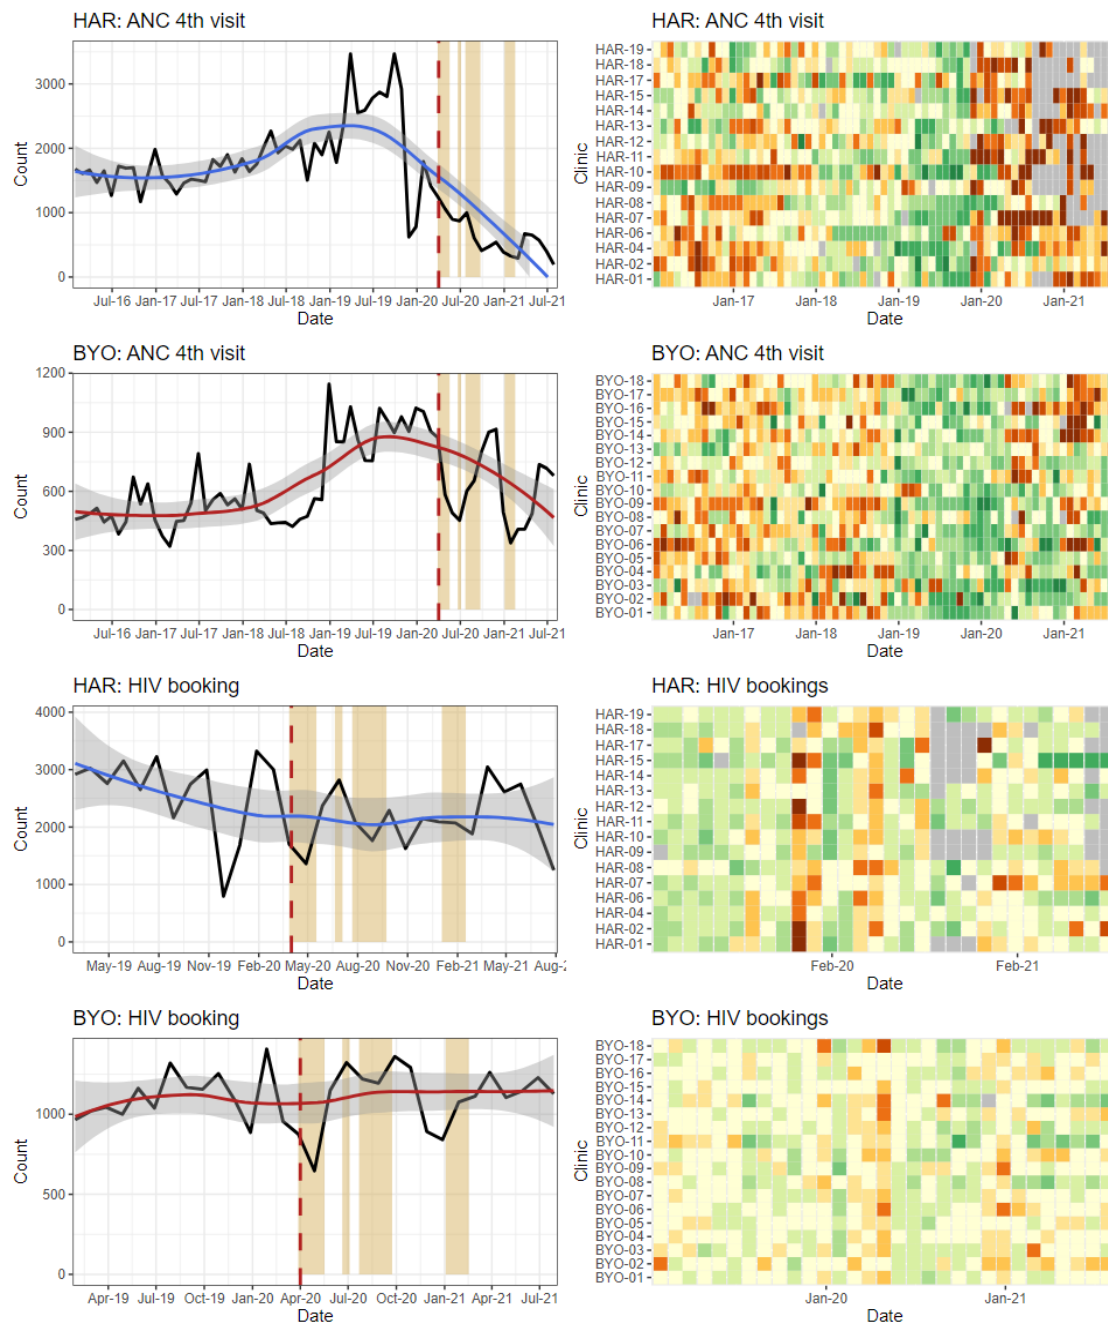 HAR: ANC 4th visit
Count
3000
2000
1000
0
Jul-16 Jan-17 Jul-17 Jan-18 Jul-18 Jan-19 Jul-19 Jan-20 Jul-20 Jan-21 Jul-21
Date
HAR: ANC 4th visit
Clinic
HAR-19
HAR-18
HAR-17
HAR-15
HAR-14
HAR-13
HAR-12
HAR-11
HAR-10
HAR-09
HAR-08
HAR-07
HAR-06
HAR-04
HAR-02
HAR-01
Jan-17 Jan-18 Jan-19 Jan-20 Jan-21
Date
BYO: ANC 4th visit
Count
1200
900
600
300
0
Jul-16 Jan-17 Jul-17 Jan-18 Jul-18 Jan-19 Jul-19 Jan-20 Jul-20 Jan-21 Jul-21
Date
BYO: ANC 4th visit
Clinic
BYO-18
BYO-17
BYO-16
BYO-15
BYO-14
BYO-13
BYO-12
BYO-11
BYO-10
BYO-09
BYO-08
BYO-07
BYO-06
BYO-05
BYO-04
BYO-03
BYO-02
BYO-01
Jan-17 Jan-18 Jan-19 Jan-20 Jan-21
Date
HAR: HIV booking
Count
4000
3000
2000
1000
0
May-19 Aug-19 Nov-19 Feb-20 May-20 Aug-20 Nov-20 Feb-21 May-21 Aug-2
Date
HAR: HIV bookings
Clinic
HAR-19
HAR-18
HAR-17
HAR-15
HAR-14
HAR-13
HAR-12
HAR-11
HAR-10
HAR-09
HAR-08
HAR-07
HAR-06
HAR-04
HAR-02
HAR-01
Feb-20 Feb-21
Date
BYO: HIV booking
Count
1000
500
0
Apr-19 Jul-19 Oct-19 Jan-20 Apr-20 Jul-20 Oct-20 Jan-21 Apr-21 Jul-21
Date
BYO: HIV bookings
Clinic
BYO-18
BYO-17
BYO-16
BYO-15
BYO-14
BYO-13
BYO-12
BYO-11
BYO-10
BYO-09
BYO-08
BYO-07
BYO-06
BYO-05
BYO-04
BYO-03
BYO-02
BYO-01
Jan-20 Jan-21
Date